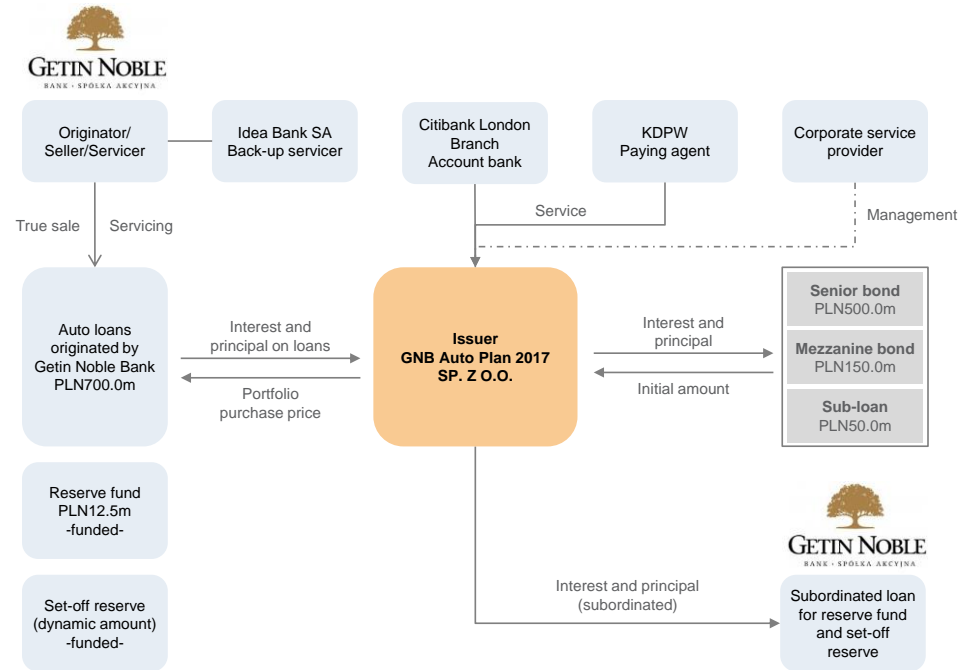 GETIN NOBLE
BANK · SPÓŁKA AKCYJNA
Originator/
Seller/Servicer
Idea Bank SA
Back-up servicer
Citibank London
Branch
Account bank
KDPW
Paying agent
Corporate service
provider
True sale
Servicing
Service
Management
Auto loans
originated by
Getin Noble Bank
PLN700.0m
Interest and
principal on loans
Portfolio
purchase price
Issuer
GNB Auto Plan 2017
SP. Z O.O.
Interest and
principal
Initial amount
Senior bond
PLN500.0m
Mezzanine bond
PLN150.0m
Sub-loan
PLN50.0m
Reserve fund
PLN12.5m
-funded-
Set-off reserve
(dynamic amount)
-funded-
Interest and principal
(subordinated)
GETIN NOBLE
BANK · SPÓŁKA AKCYJNA
Subordinated loan
for reserve fund
and set-off
reserve